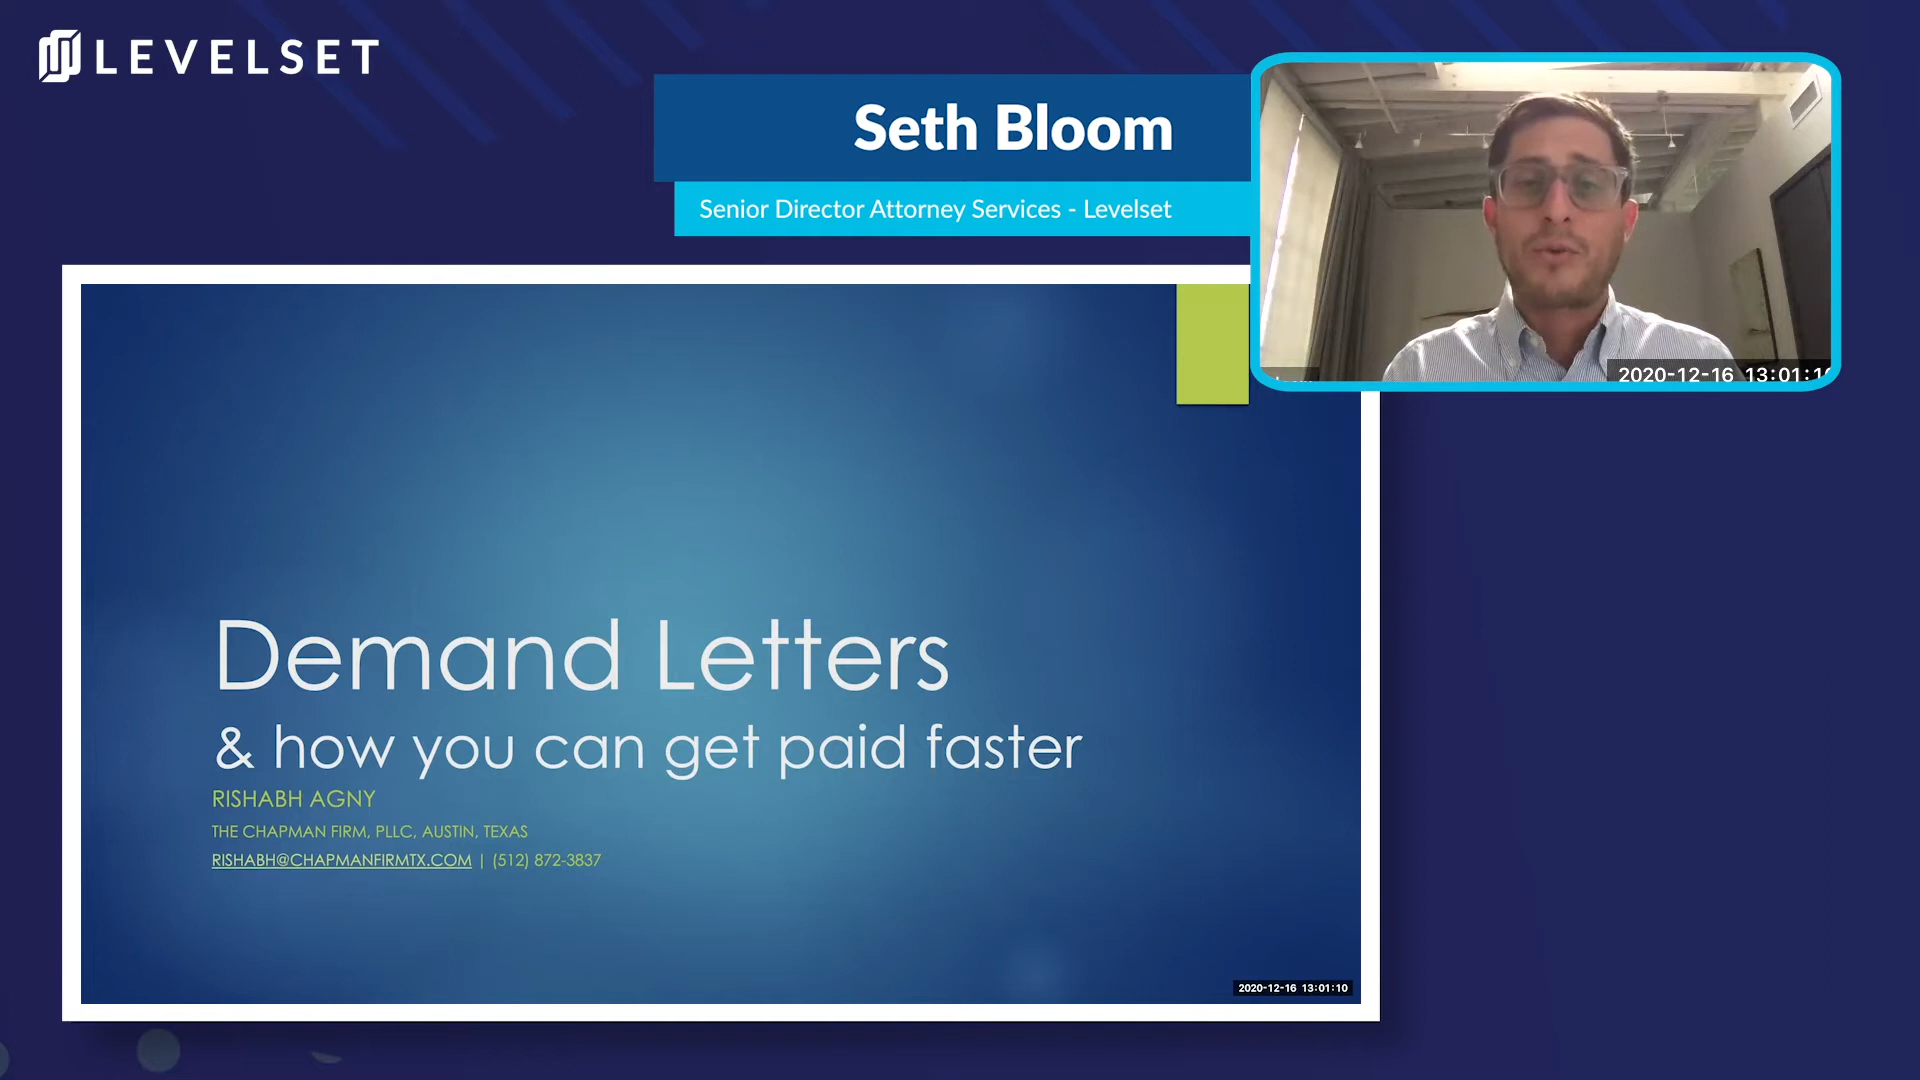 LEVELSET
Seth Bloom
Senior Director Attorney Services - Levelset
2020-12-16 13:01:10
Demand Letters
& how you can get paid faster
RISHABH AGNY
THE CHAPMAN FIRM, PLLC, AUSTIN, TEXAS
RISHABH@CHAPMANFIRMTX.COM | (512) 872-3837
2020-12-16 13:01:10